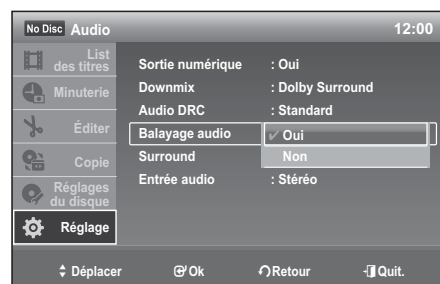 No Disc Audio 12:00
List
des titres
Minuterie
Éditer
Copie
Réglages
du disque
Réglage
Sortie numérique : Oui
Downmix : Dolby Surround
Audio DRC : Standard
Balayage audio ✓ Oui
Surround Non
Entrée audio : Stéréo
Déplacer Ok Retour Quit.